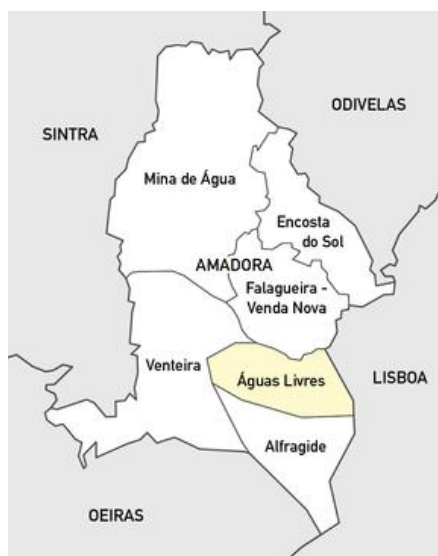 ODIVELAS
SINTRA
Mina de Água
Encosta
do Sol
AMADORA
Falagueira -
Venda Nova
Venteira
Águas Livres
LISBOA
Alfragide
OEIRAS